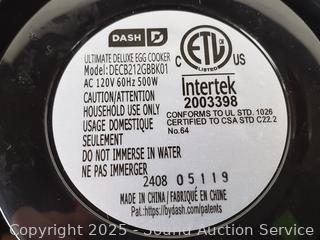 DASH
ULTIMATE DELUXE EGG COOKER
Model:DECB212GBBK01
AC 120V 60Hz 500W
CAUTION/ATTENTION
HOUSEHOLD USE ONLY
USAGE DOMESTIQUE
SEULEMENT
DO NOT IMMERSE IN WATER
NE PAS IMMERGER
C ETL US
LISTED
Intertek
2003398
CONFORMS TO UL STD. 1026
CERTIFIED TO CSA STD C22.2
No.64
2408 05119
MADE IN CHINA / FABRIQUÉ EN CHINE
Pat.:https://bydash.com/patents
Copyright 2025 - Sound Auction Service